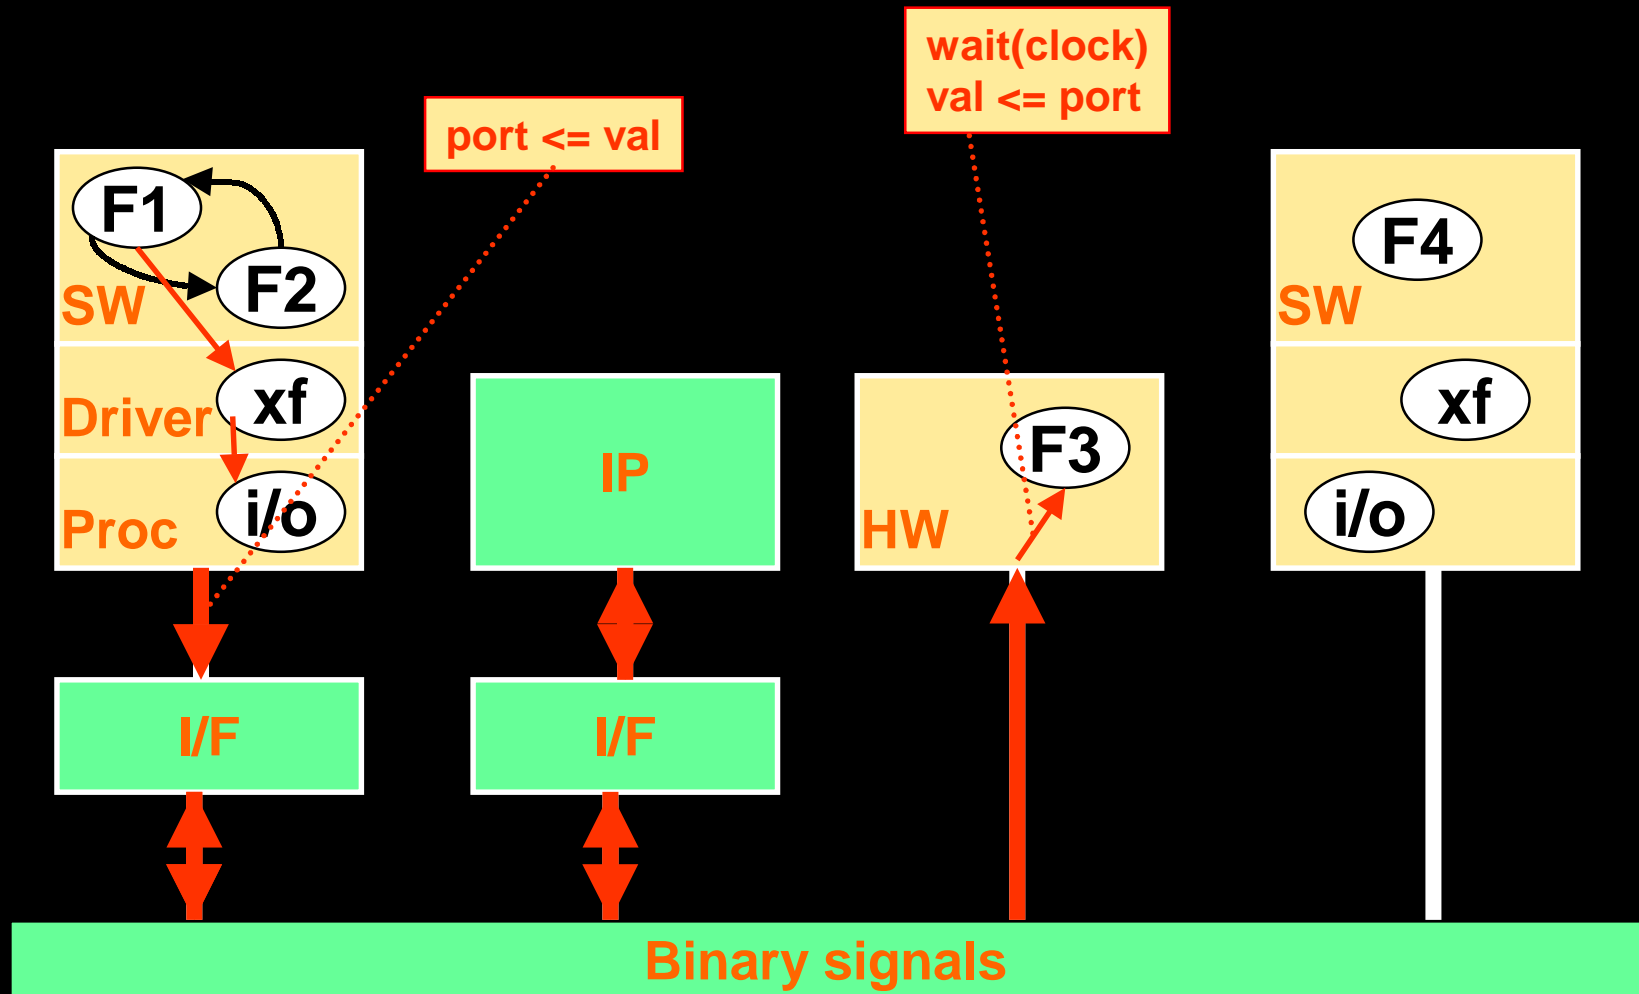 wait(clock)
val <= port
port <= val
F1
F2
SW
xf
Driver
i/o
Proc
IP
F3
HW
F4
SW
xf
i/o
I/F
I/F
Binary signals